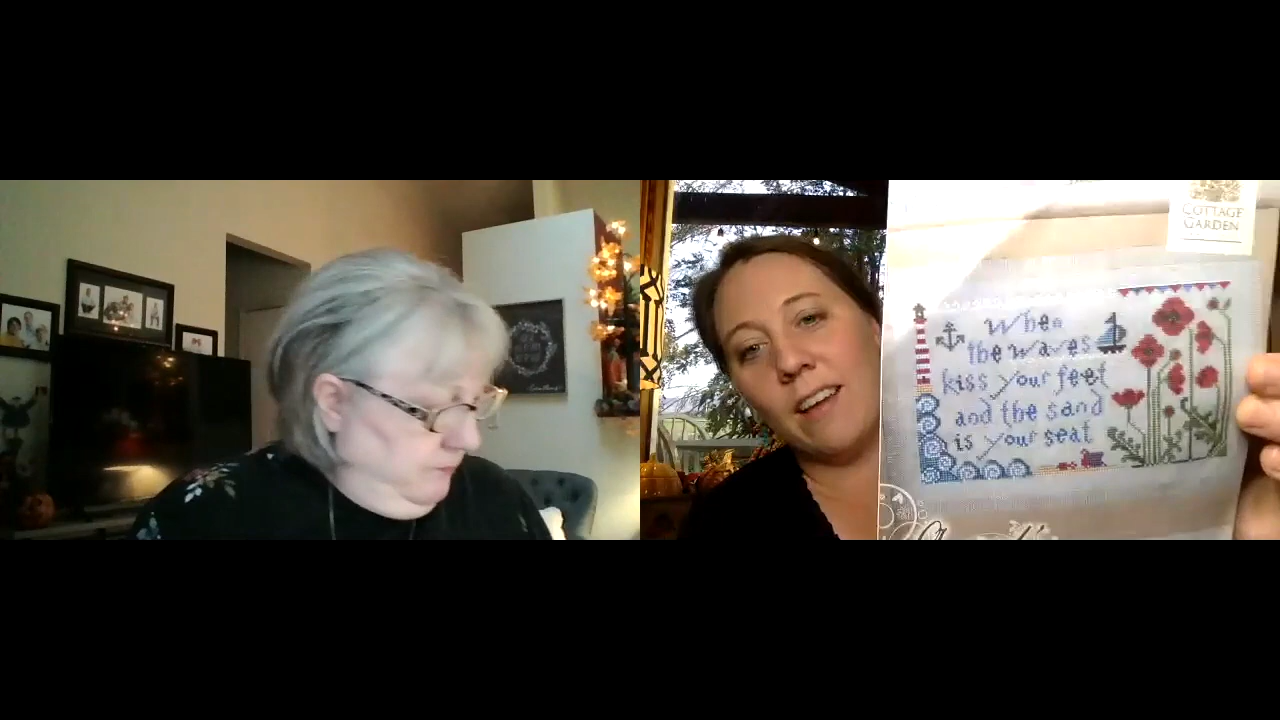 COTTAGE
GARDEN
When
the waves
kiss your feet
and the sand
is your seat